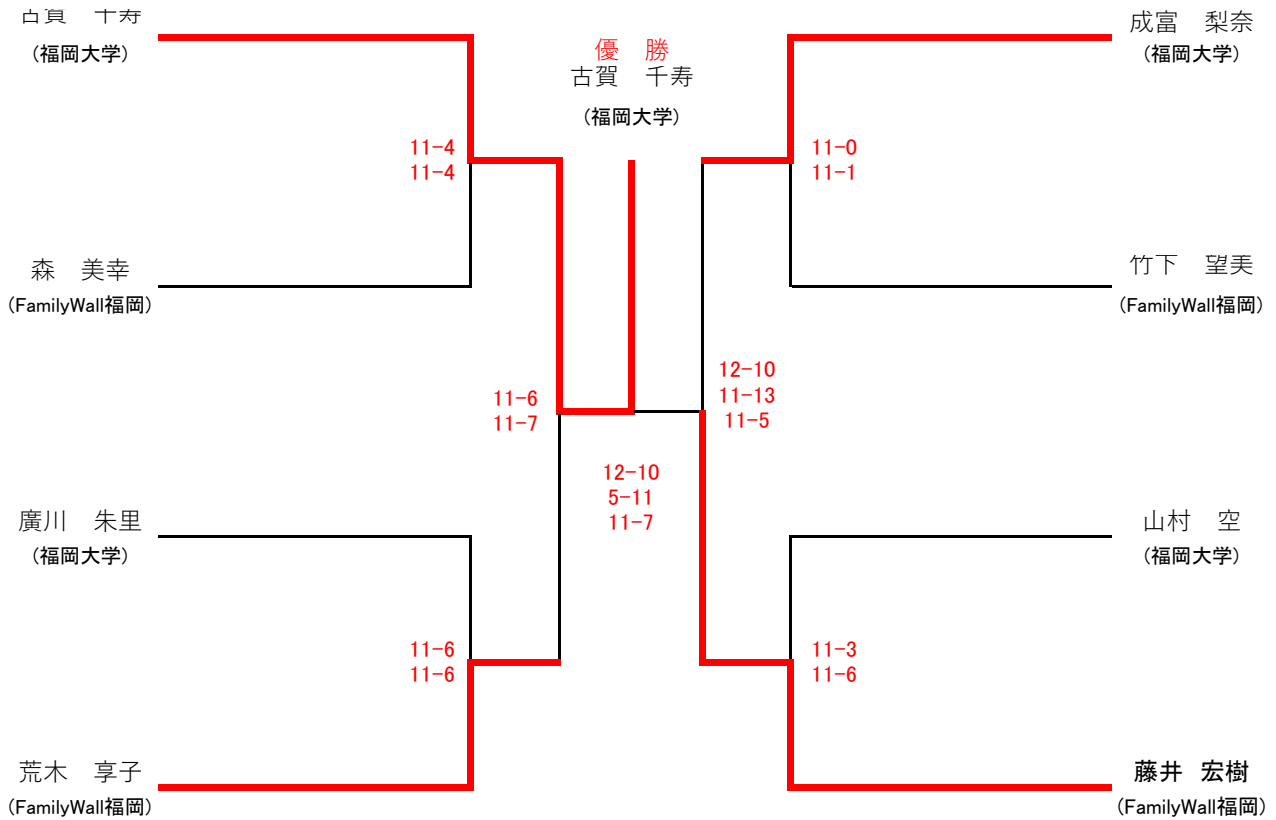 古賀　千寿
(福岡大学)
森　美幸
(FamilyWall福岡)
廣川　朱里
(福岡大学)
荒木　享子
(FamilyWall福岡)
11-4
11-4
11-6
11-6
11-6
11-7
優　勝
古賀　千寿
(福岡大学)
12-10
5-11
11-7
12-10
11-13
11-5
11-0
11-1
11-3
11-6
成富　梨奈
(福岡大学)
竹下　望美
(FamilyWall福岡)
山村　空
(福岡大学)
藤井　宏樹
(FamilyWall福岡)